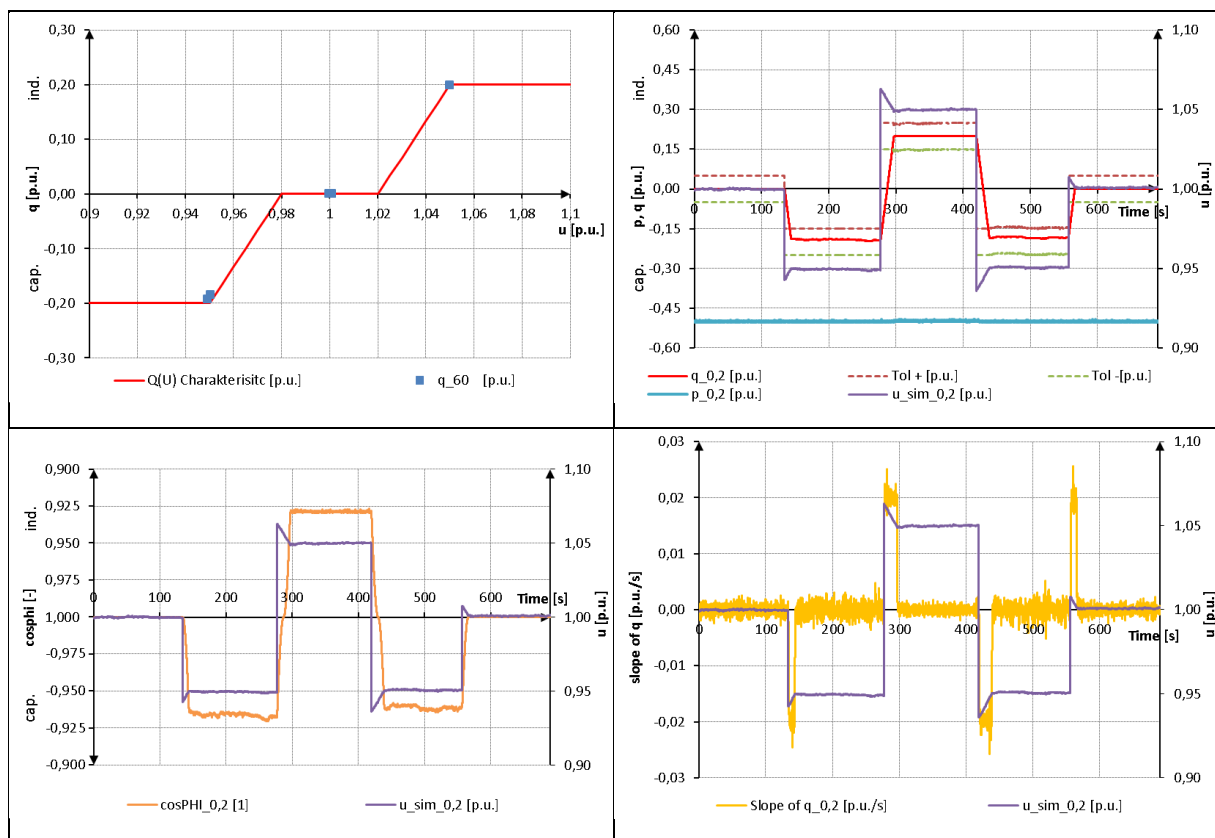 0,30
0,20
0,10
0,00
-0,10
-0,20
-0,30
ind.
q [p.u.]
cap.
0,9 0,92 0,94 0,96 0,98 1 1,02 1,04 1,06 1,08 1,1
u [p.u.]
Q(U) Charakterisitc [p.u.] q_60 [p.u.]
0,60
0,45
0,30
0,15
0,00
-0,15
-0,30
-0,45
-0,60
ind.
p, q [p.u.]
cap.
0 100 200 300 400 500 600
Time [s]
1,10
1,05
1,00
0,95
0,90
u [p.u.]
q_0,2 [p.u.] Tol + [p.u.] Tol -[p.u.]
p_0,2 [p.u.] u_sim_0,2 [p.u.]
0,900
0,925
0,950
0,975
1,000
-0,975
-0,950
-0,925
-0,900
ind.
cosphi [-]
cap.
0 100 200 300 400 500 600
Time [s]
1,10
1,05
1,00
0,95
0,90
u [p.u.]
cosPHI_0,2 [1] u_sim_0,2 [p.u.]
0,03
0,02
0,01
0,00
-0,01
-0,02
-0,03
slope of q [p.u./s]
0 100 200 300 400 500 600
Time [s]
1,10
1,05
1,00
0,95
0,90
u [p.u.]
Slope of q_0,2 [p.u./s] u_sim_0,2 [p.u.]